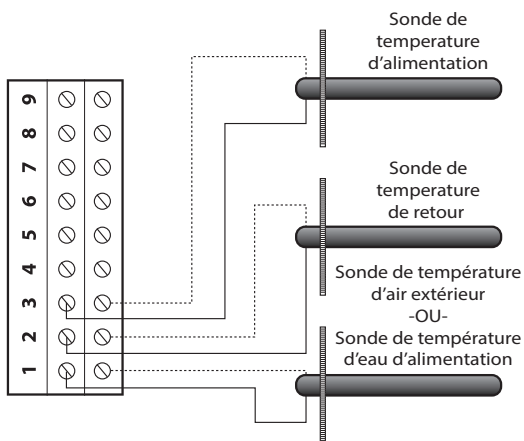 Sonde de
temperature
d'alimentation
9
8
7
6
5
4
3
2
1
Sonde de
temperature
de retour
Sonde de température
d'air extérieur
-OU-
Sonde de température
d'eau d'alimentation